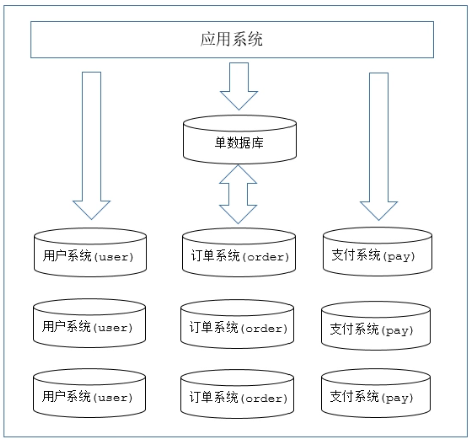 应用系统
单数据库
用户系统(user)
订单系统(order)
支付系统(pay)
用户系统(user)
订单系统(order)
支付系统(pay)
用户系统(user)
订单系统(order)
支付系统(pay)